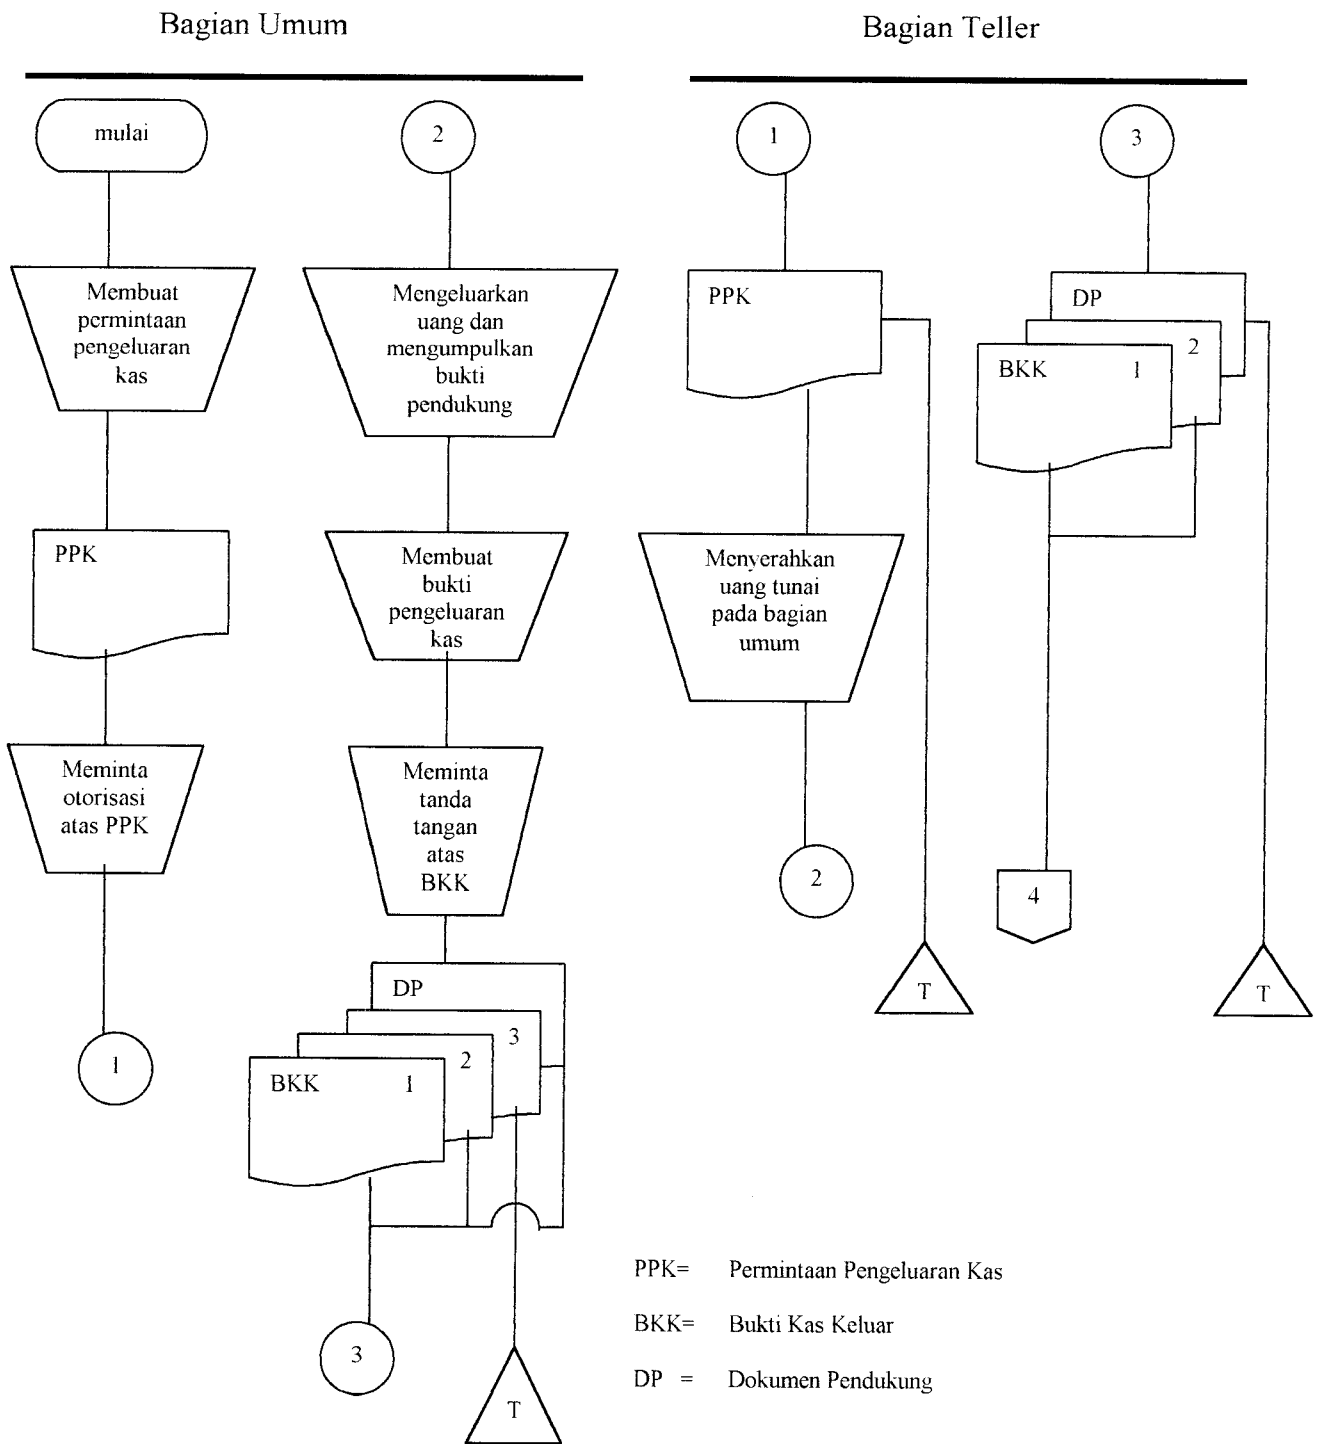 Bagian Umum
mulai
Membuat
permintaan
pengeluaran
kas
PPK
Meminta
otorisasi
atas PPK
1
2
Mengeluarkan
uang dan
mengumpulkan
bukti
pendukung
Membuat
bukti
pengeluaran
kas
Meminta
tanda
tangan
atas
BKK
DP
3
2
BKK 1
3
T
Bagian Teller
1
PPK
Menyerahkan
uang tunai
pada bagian
umum
2
T
3
DP
2
BKK 1
4
T
PPK= Permintaan Pengeluaran Kas
BKK= Bukti Kas Keluar
DP = Dokumen Pendukung